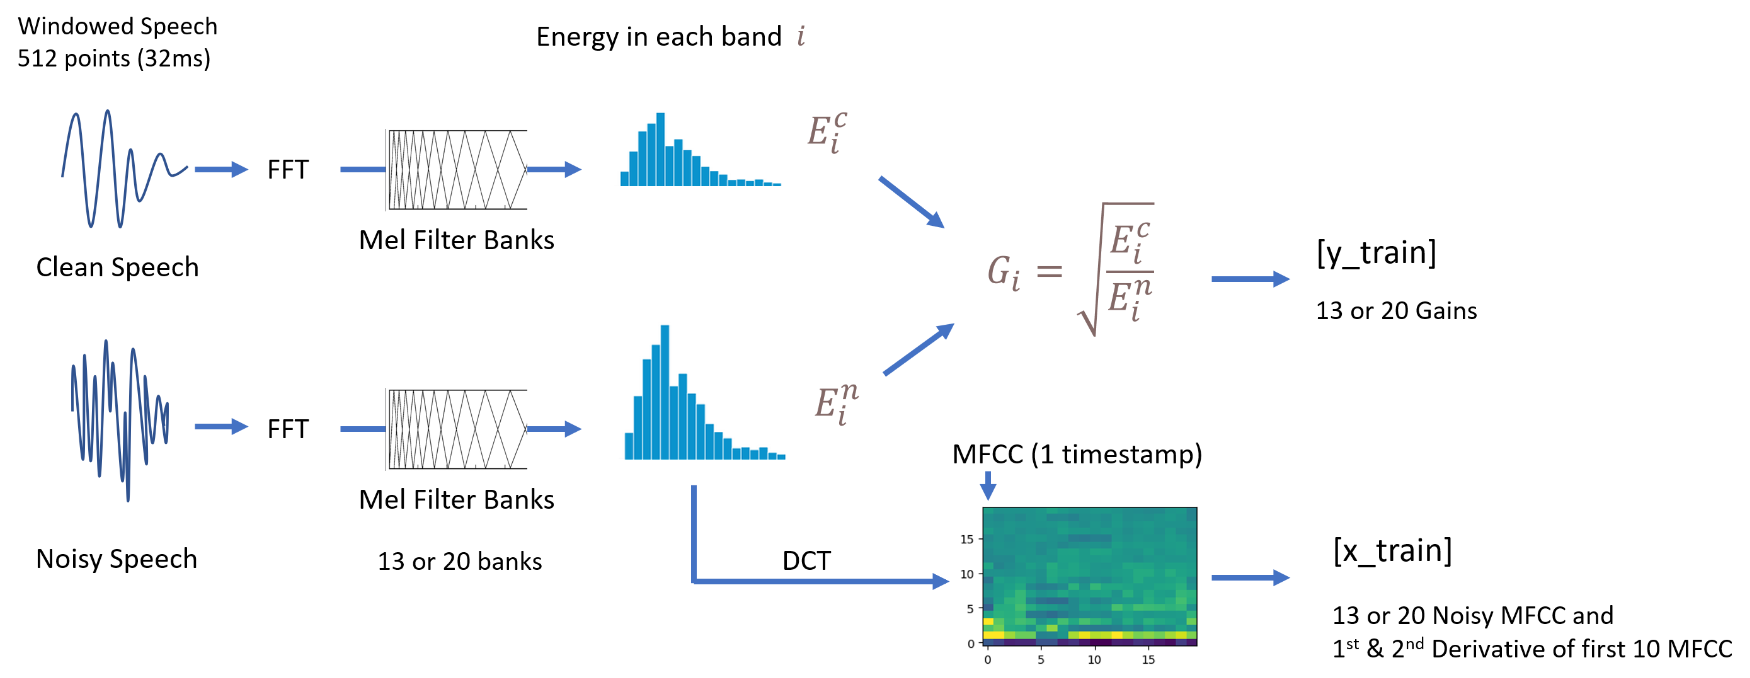 Windowed Speech
512 points (32ms)
Energy in each band i
FFT
Mel Filter Banks
Clean Speech
E_i^c
G_i = √(E_i^c / E_i^n)
[y_train]
13 or 20 Gains
FFT
Mel Filter Banks
13 or 20 banks
Noisy Speech
E_i^n
DCT
MFCC (1 timestamp)
15
10
5
0
0 5 10 15
[x_train]
13 or 20 Noisy MFCC and
1st & 2nd Derivative of first 10 MFCC